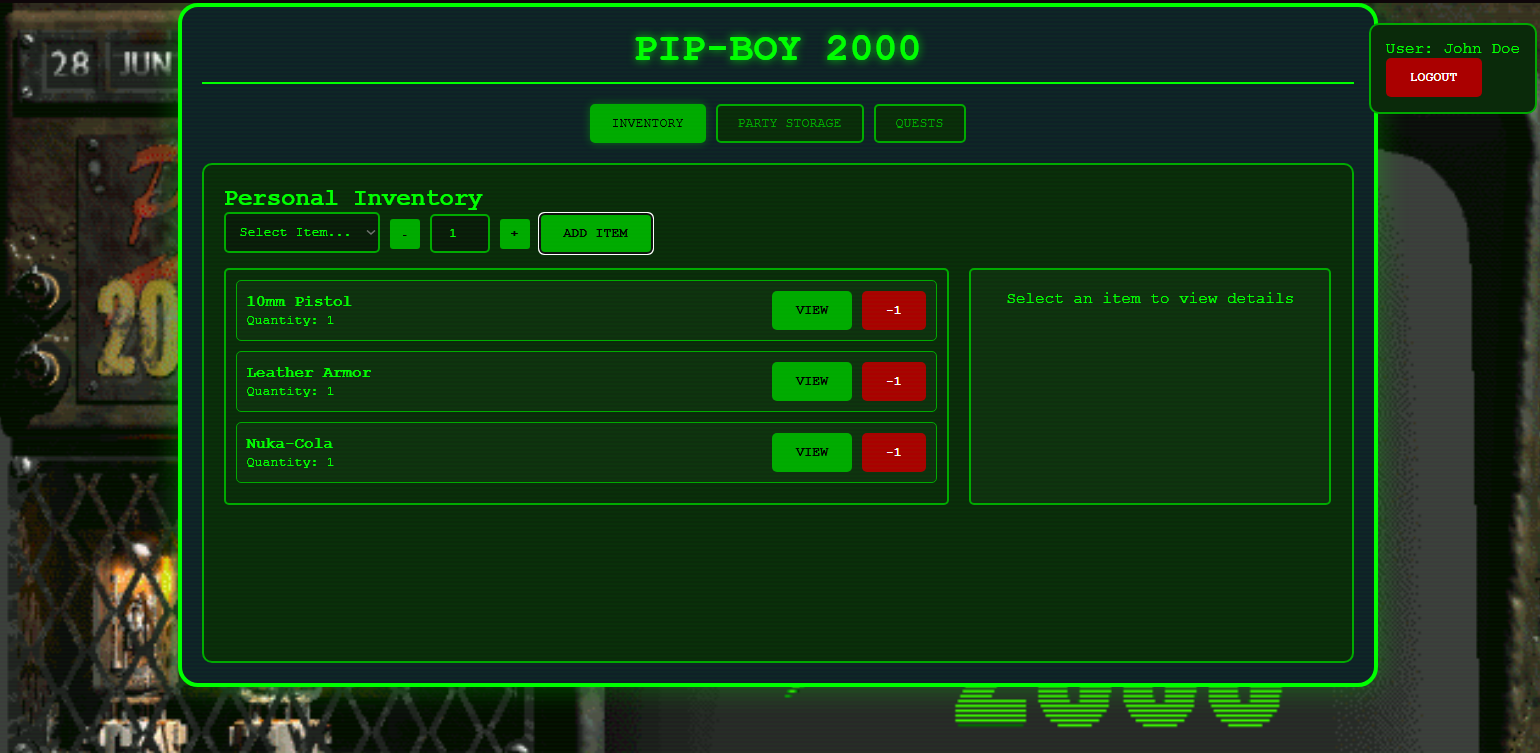 28 JUN
PIP-BOY 2000
User: John Doe
LOGOUT
INVENTORY
PARTY STORAGE
QUESTS
Personal Inventory
Select Item...
-
1
+
ADD ITEM
10mm Pistol
Quantity: 1
VIEW
-1
Leather Armor
Quantity: 1
VIEW
-1
Nuka-Cola
Quantity: 1
VIEW
-1
Select an item to view details
20
2000